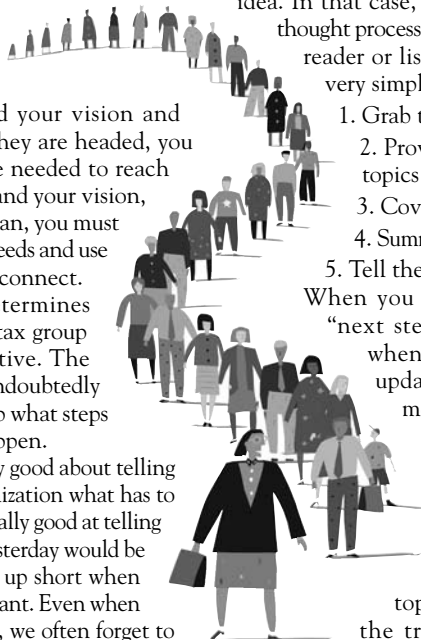 d your vision and
hey are headed, you
e needed to reach
and your vision,
an, you must
eeds and use
connect.
termines
tax group
tive. The
ndoubtedly
p what steps
ppen.
y good about telling
ization what has to
ally good at telling
sterday would be
up short when
ant. Even when
, we often forget to
idea. In that case,
thought process
reader or lis
very simpl
1. Grab t
2. Prov
topics
3. Cov
4. Sum
5. Tell the
When you
“next ste
when
upda
m
top
the tr